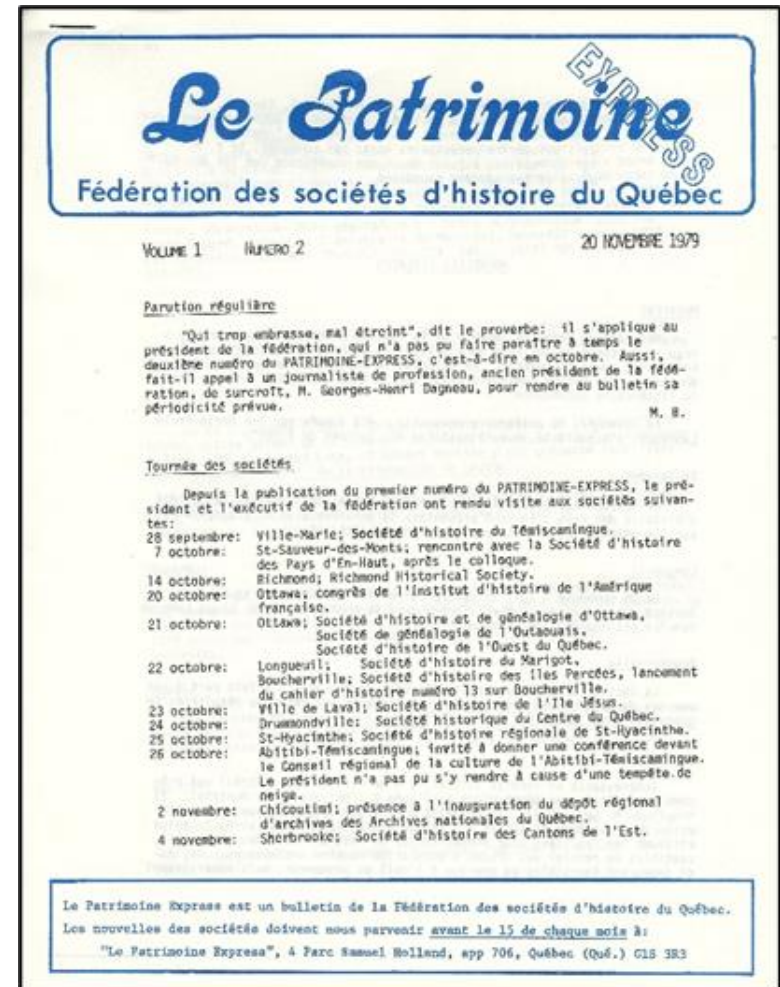 Le Patrimoine
EXPRESS
Fédération des sociétés d'histoire du Québec
VOLUME 1 NUMERO 2 20 NOVEMBRE 1979
Parution régulière
"Qui trop embrasse, mal étreint", dit le proverbe: il s'applique au
président de la fédération, qui n'a pas pu faire paraître à temps le
deuxième numéro du PATRIMOINE-EXPRESS, c'est-à-dire en octobre. Aussi,
fait-il appel à un journaliste de profession, ancien président de la fédé-
ration, de surcroît, M. Georges-Henri Dagneau, pour rendre au bulletin sa
périodicité prévue.
M. B.
Tournée des sociétés
Depuis la publication du premier numéro du PATRIMOINE-EXPRESS, le pré-
sident et l'exécutif de la fédération ont rendu visite aux sociétés suivan-
tes:
28 septembre: Ville-Marie; Société d'histoire du Témiscamingue.
7 octobre: St-Sauveur-des-Monts; rencontre avec la Société d'histoire
des Pays d'En-Haut, après le colloque.
14 octobre: Richmond; Richmond Historical Society.
20 octobre: Ottawa; congrès de l'Institut d'histoire de l'Amérique
française.
21 octobre: Ottawa; Société d'histoire et de généalogie d'Ottawa.
Société de généalogie de l'Outaouais.
Société d'histoire de l'Ouest du Québec.
22 octobre: Longueuil; Société d'histoire du Marigot.
Boucherville; Société d'histoire des Iles Percées, lancement
du cahier d'histoire numéro 13 sur Boucherville.
23 octobre: Ville de Laval; Société d'histoire de l'Ile Jésus.
24 octobre: Drummondville: Société historique du Centre du Québec.
25 octobre: St-Hyacinthe; Société d'histoire régionale de St-Hyacinthe.
26 octobre: Abitibi-Témiscamingue; invité à donner une conférence devant
le Conseil régional de la culture de l'Abitibi-Témiscamingue.
Le président n'a pas pu s'y rendre à cause d'une tempête de
neige.
2 novembre: Chicoutimi; présence à l'inauguration du dépôt régional
d'archives des Archives nationales du Québec.
4 novembre: Sherbrooke; Société d'histoire des Cantons de l'Est.
Le Patrimoine Express est un bulletin de la Fédération des sociétés d'histoire du Québec.
Les nouvelles des sociétés doivent nous parvenir avant le 15 de chaque mois à:
"Le Patrimoine Express", 4 Parc Samuel Holland, app 706, Québec (Qué.) G1S 3R3